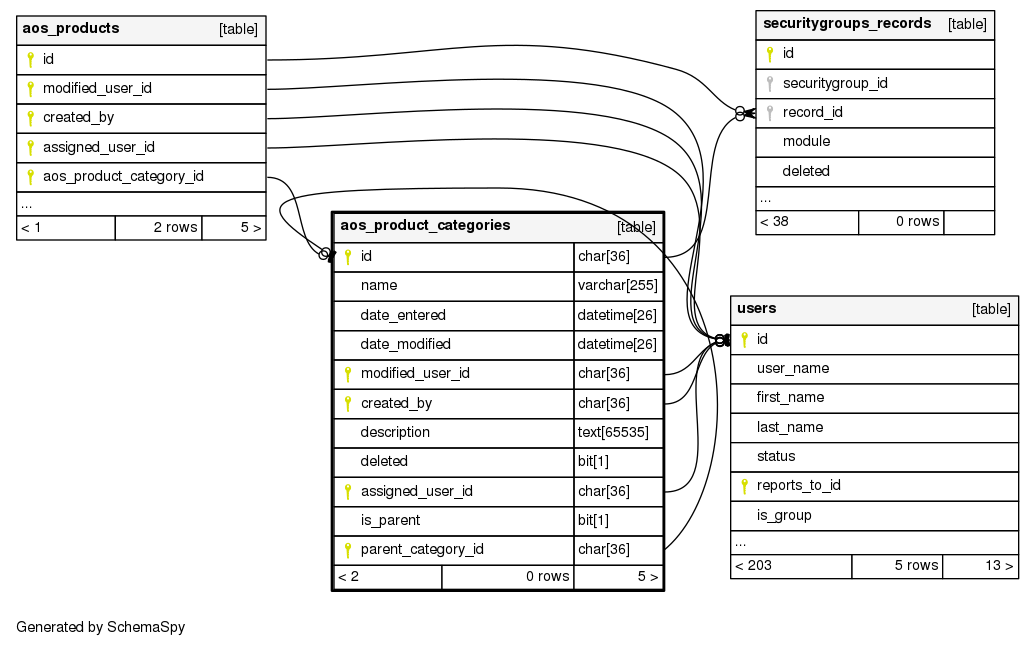 aos_products [table]
id
modified_user_id
created_by
assigned_user_id
aos_product_category_id
...
< 1 2 rows 5 >
securitygroups_records [table]
id
securitygroup_id
record_id
module
deleted
...
< 38 0 rows
aos_product_categories [table]
id char[36]
name varchar[255]
date_entered datetime[26]
date_modified datetime[26]
modified_user_id char[36]
created_by char[36]
description text[65535]
deleted bit[1]
assigned_user_id char[36]
is_parent bit[1]
parent_category_id char[36]
< 2 0 rows 5 >
users [table]
id
user_name
first_name
last_name
status
reports_to_id
is_group
...
< 203 5 rows 13 >
Generated by SchemaSpy